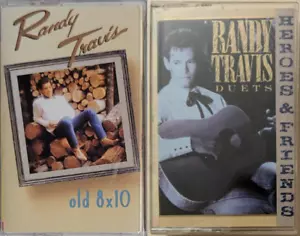 Randy
Travis
old 8x10
RANDY
TRAVIS
DUETS
HEROES & FRIENDS